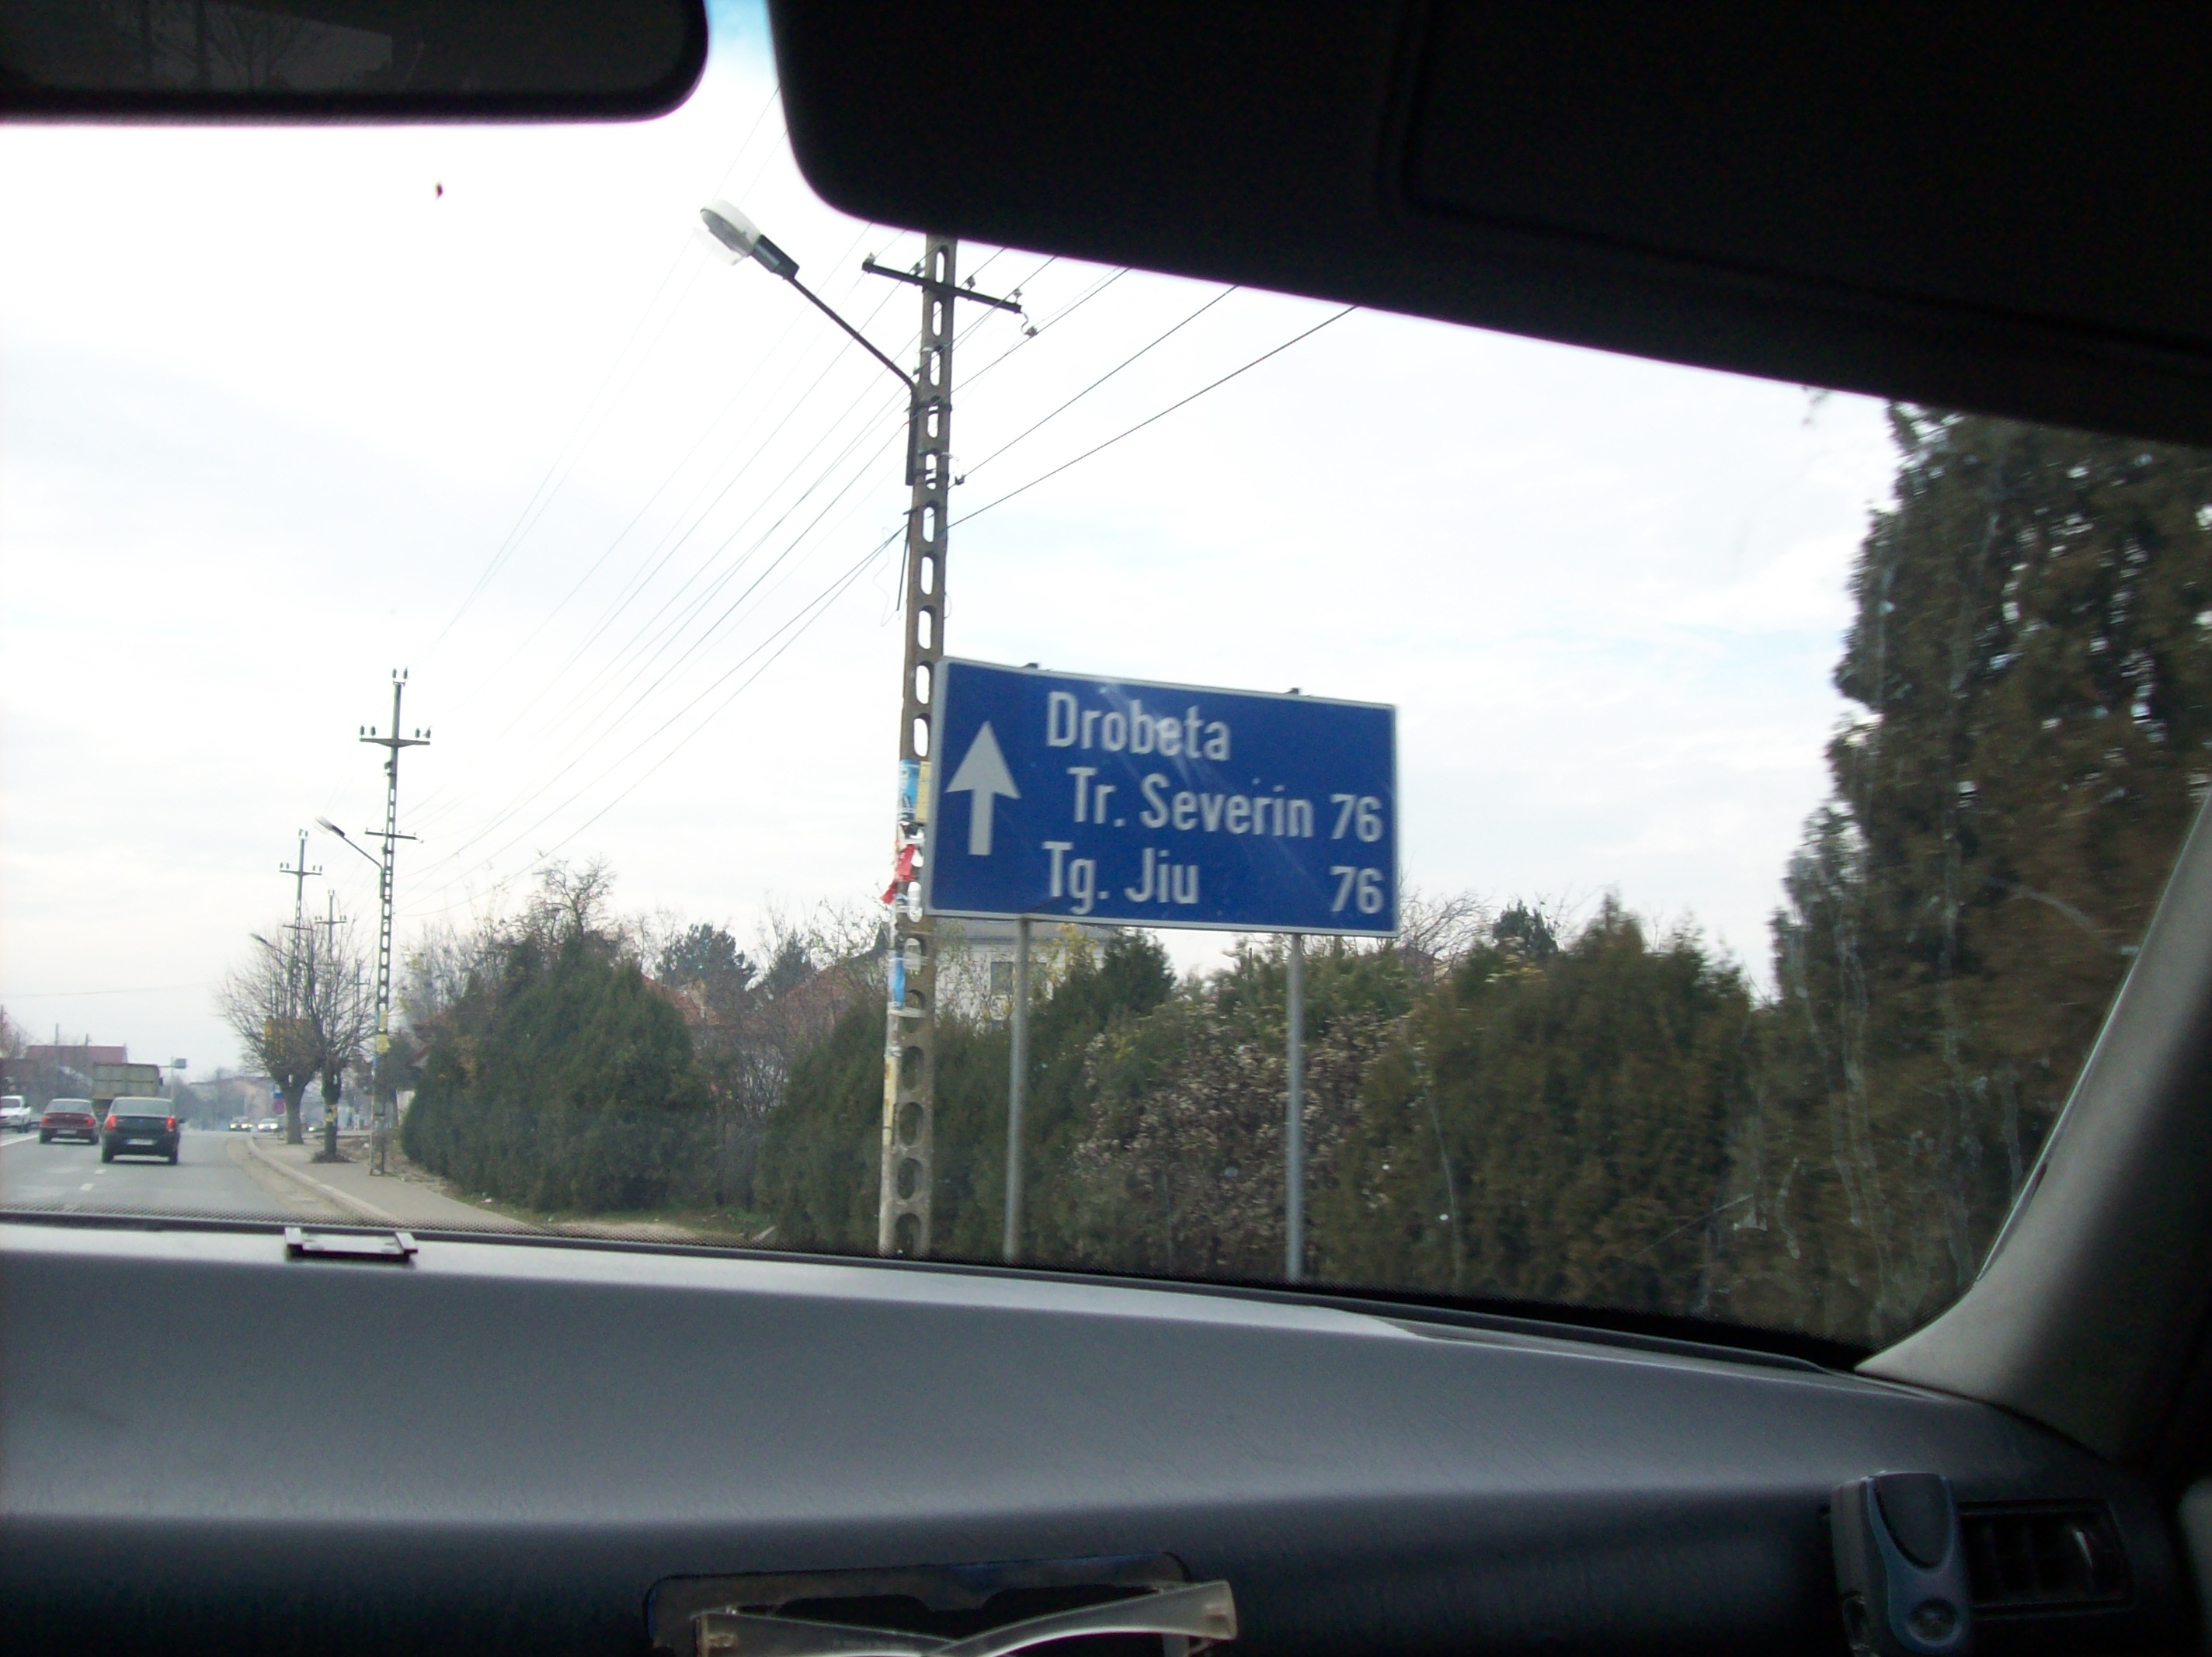 Drobeta
Tr. Severin 76
Tg. Jiu 76